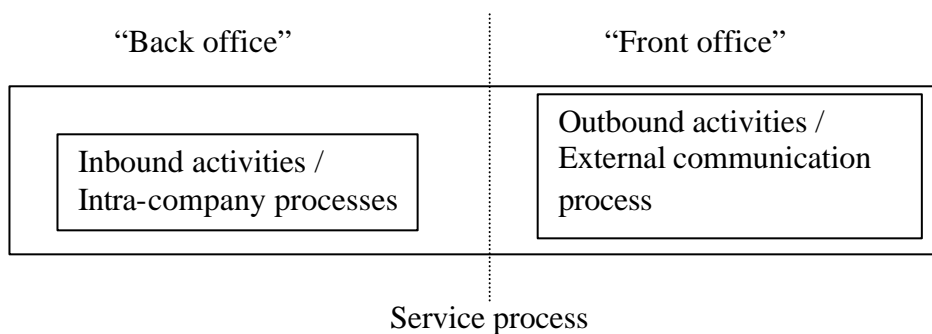 “Back office”
“Front office”
Inbound activities /
Intra-company processes
Outbound activities /
External communication
process
Service process